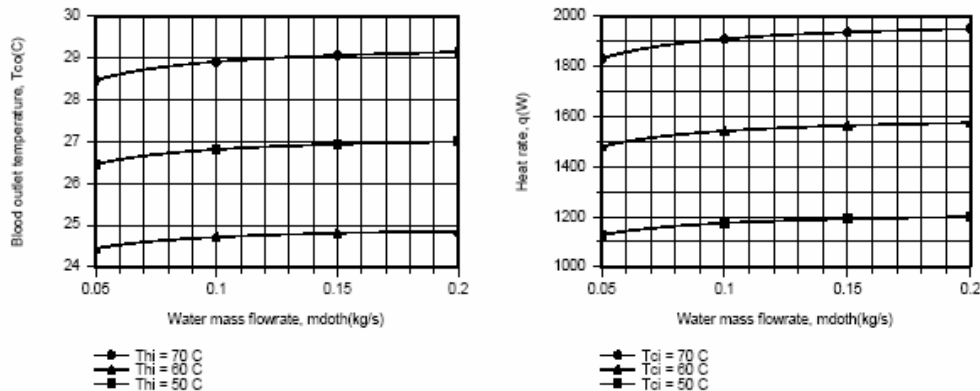 Blood outlet temperature, Tco(C)
30
29
28
27
26
25
24
0.05
0.1
0.15
0.2
Water mass flowrate, mdoth(kg/s)
Thi = 70 C
Thi = 60 C
Thi = 50 C
Heat rate, q(W)
2000
1800
1600
1400
1200
1000
0.05
0.1
0.15
0.2
Water mass flowrate, mdoth(kg/s)
Tci = 70 C
Tci = 60 C
Tci = 50 C